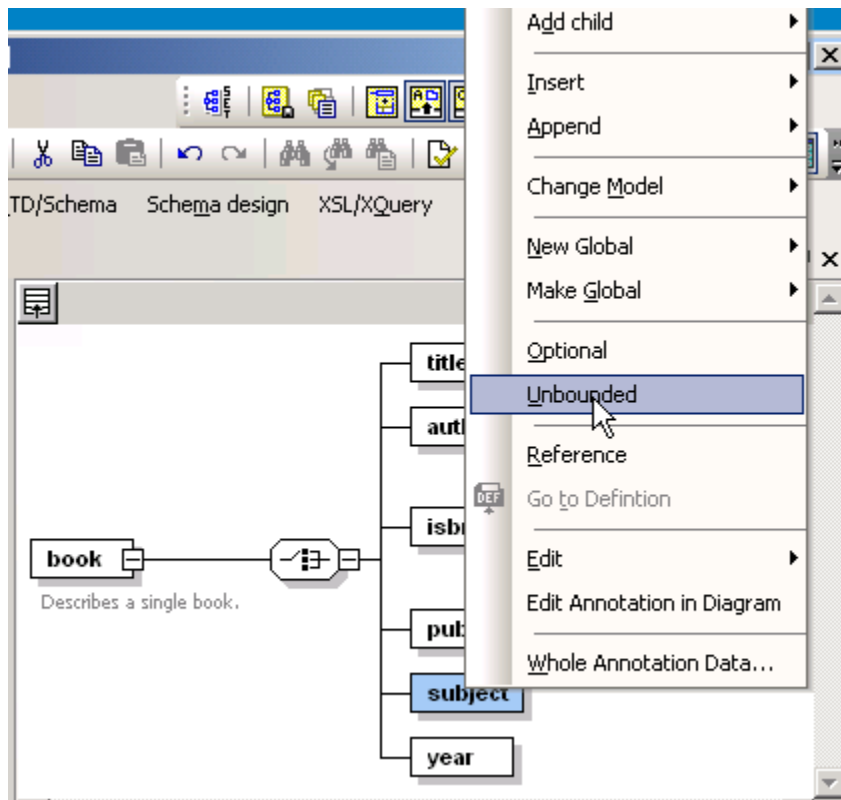 Add child
Insert
Append
Change Model
TD/Schema Schema design XSL/XQuery
New Global
Make Global
Optional
Unbounded
Reference
DEF Go to Defintion
Edit
Edit Annotation in Diagram
Whole Annotation Data...
book
Describes a single book.
subject
year